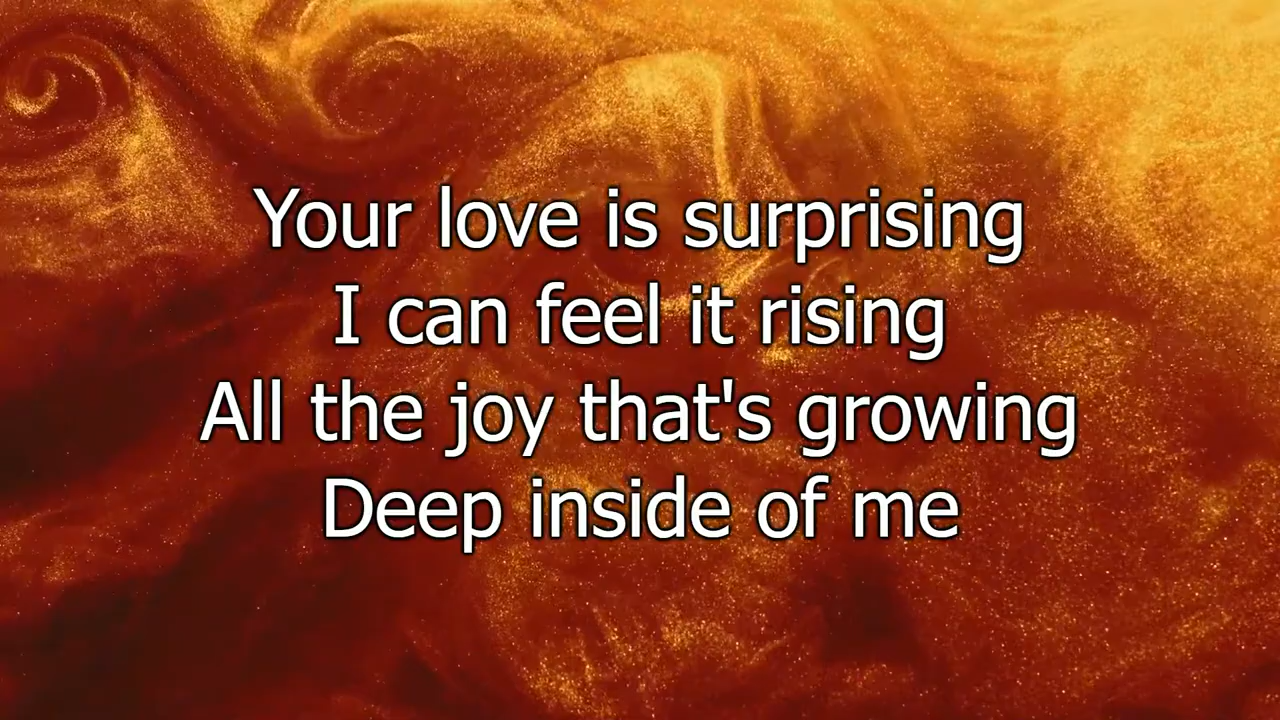 Your love is surprising
I can feel it rising
All the joy that's growing
Deep inside of me